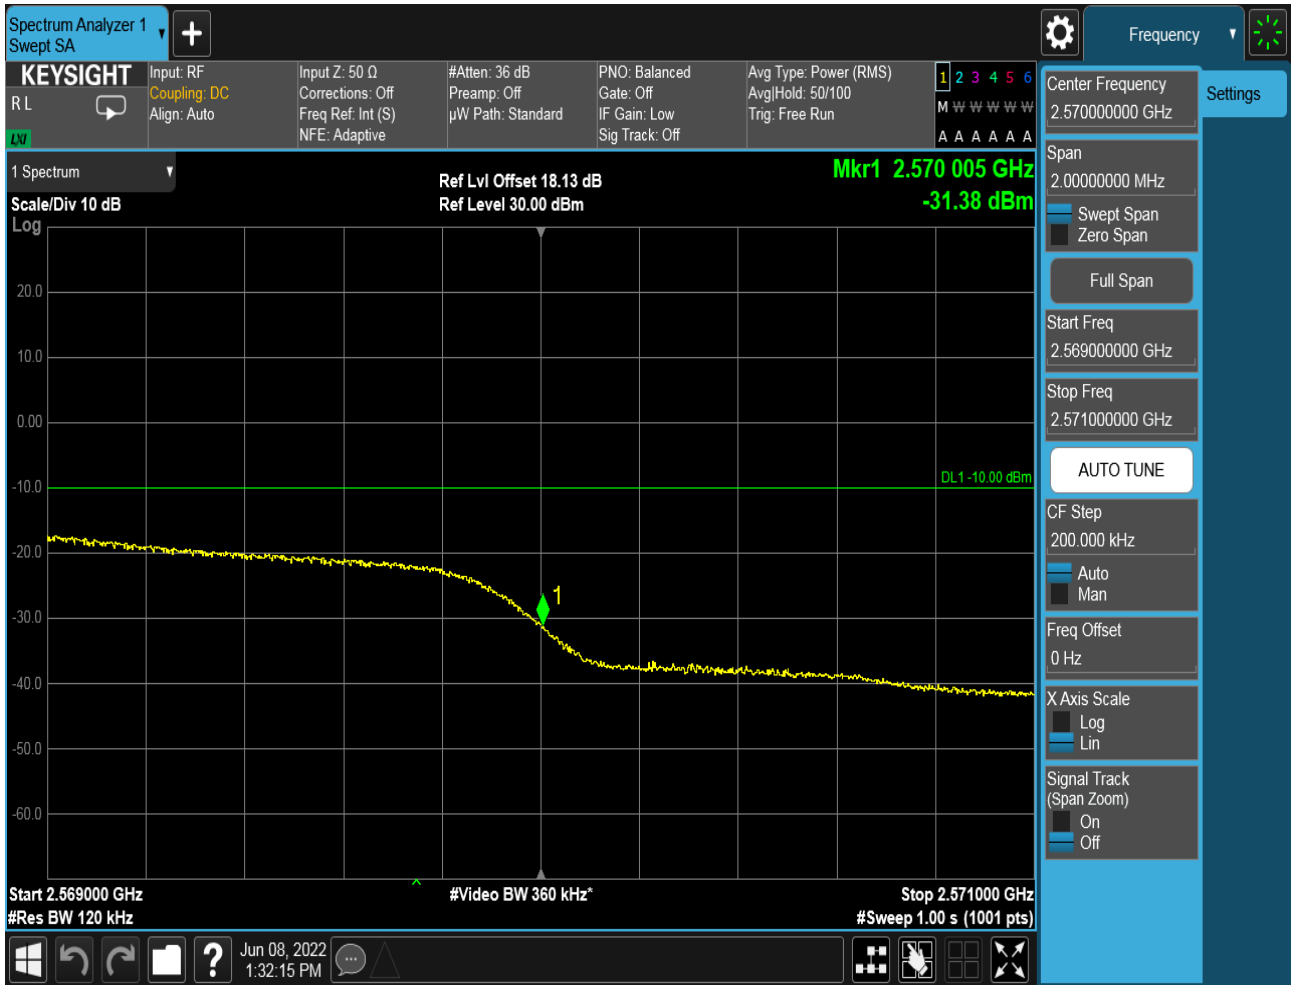 Spectrum Analyzer 1
Swept SA
Frequency
KEYSIGHT
R L
LXI
Input: RF
Coupling: DC
Align: Auto
Input Z: 50 Ω
Corrections: Off
Freq Ref: Int (S)
NFE: Adaptive
#Atten: 36 dB
Preamp: Off
µW Path: Standard
PNO: Balanced
Gate: Off
IF Gain: Low
Sig Track: Off
Avg Type: Power (RMS)
Avg|Hold: 50/100
Trig: Free Run
1 2 3 4 5 6
M W W W W W
A A A A A A
1 Spectrum
Scale/Div 10 dB
Log
Ref Lvl Offset 18.13 dB
Ref Level 30.00 dBm
Mkr1 2.570 005 GHz
-31.38 dBm
20.0
10.0
0.00
-10.0
DL1 -10.00 dBm
-20.0
1
-30.0
-40.0
-50.0
-60.0
Start 2.569000 GHz
#Res BW 120 kHz
#Video BW 360 kHz*
Stop 2.571000 GHz
#Sweep 1.00 s (1001 pts)
Jun 08, 2022
1:32:15 PM
Center Frequency
2.570000000 GHz
Settings
Span
2.00000000 MHz
Swept Span
Zero Span
Full Span
Start Freq
2.569000000 GHz
Stop Freq
2.571000000 GHz
AUTO TUNE
CF Step
200.000 kHz
Auto
Man
Freq Offset
0 Hz
X Axis Scale
Log
Lin
Signal Track
(Span Zoom)
On
Off